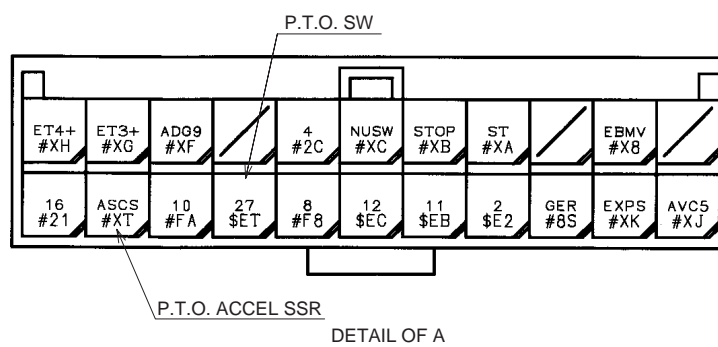 P.T.O. SW
ET4+ ET3+ ADG9 4 NUSW STOP ST EBMV
#XH #XG #XF #2C #XC #XB #XA #X8
16 ASCS 10 27 8 12 11 2 GER EXPS AVC5
#21 #XT #FA $ET #F8 $EC $EB $E2 #8S #XK #XJ
P.T.O. ACCEL SSR
DETAIL OF A